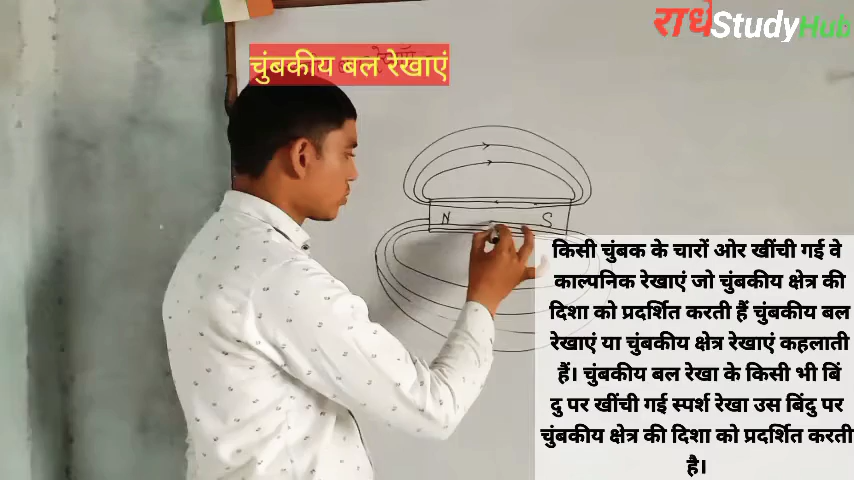 राधे StudyHub
चुंबकीय बल रेखाएं
N S
किसी चुंबक के चारों ओर खींची गई वे
काल्पनिक रेखाएं जो चुंबकीय क्षेत्र की
दिशा को प्रदर्शित करती हैं चुंबकीय बल
रेखाएं या चुंबकीय क्षेत्र रेखाएं कहलाती
हैं। चुंबकीय बल रेखा के किसी भी बिं
दु पर खींची गई स्पर्श रेखा उस बिंदु पर
चुंबकीय क्षेत्र की दिशा को प्रदर्शित करती
है।